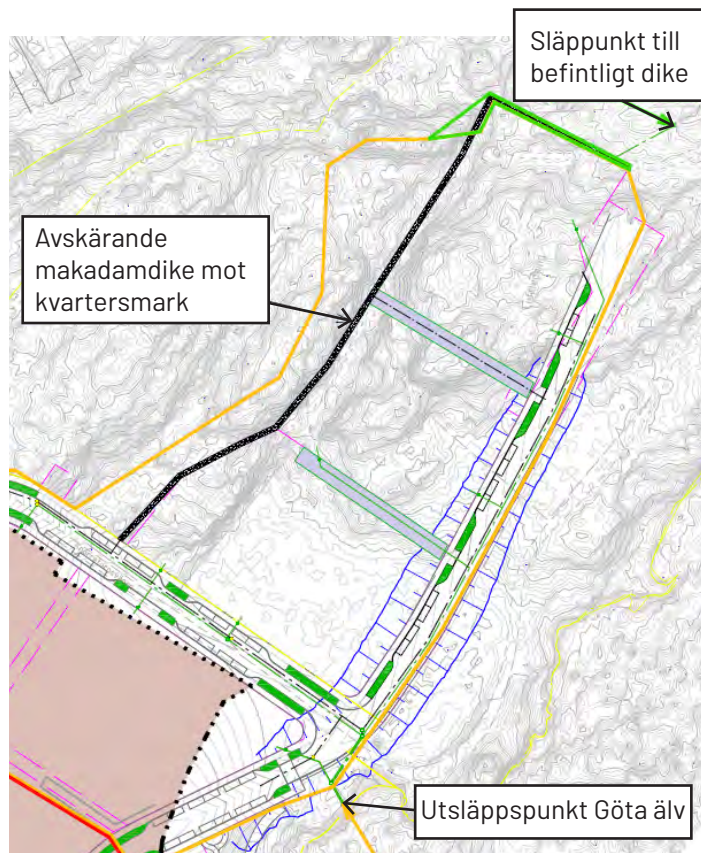 Släppunkt till
befintligt dike
Avskärande
makadamdike mot
kvartersmark
Utsläppspunkt Göta älv